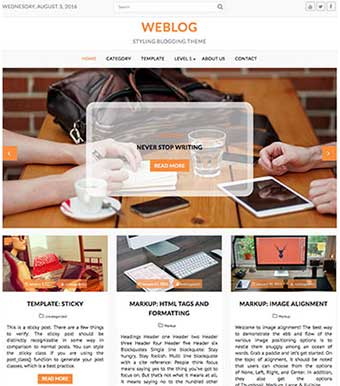 WEDNESDAY, AUGUST 3, 2016
Search
WEBLOG
STYLING BLOGGING THEME
HOME CATEGORY TEMPLATE LEVEL 1 ABOUT US CONTACT
NEVER STOP WRITING
READ MORE
TEMPLATE: STICKY
Uncategorized
This is a sticky post. There are a few things
to verify: The sticky post should be
distinctly recognizable in some way in
comparison to normal posts. You can style
the sticky class if you are using the
post_class() function to generate your post
classes, which is a best practice.
READ MORE
MARKUP: HTML TAGS AND
FORMATTING
Markup
Headings Header one Header two Header
three Header four Header five Header six
Blockquotes Single line blockquote: Stay
hungry. Stay foolish. Multi line blockquote
with a cite reference: People think focus
means saying yes to the thing you've got to
focus on. But that's not what it means at all.
It means saying no to the hundred other
MARKUP: IMAGE ALIGNMENT
Markup
Welcome to image alignment! The best way
to demonstrate the ebb and flow of the
various image positioning options is to
nestle them snuggly among an ocean of
words. Grab a paddle and let's get started. On
the topic of alignment, it should be noted
that users can choose from the options
of None, Left, Right, and Center. In addition,
they also get the options